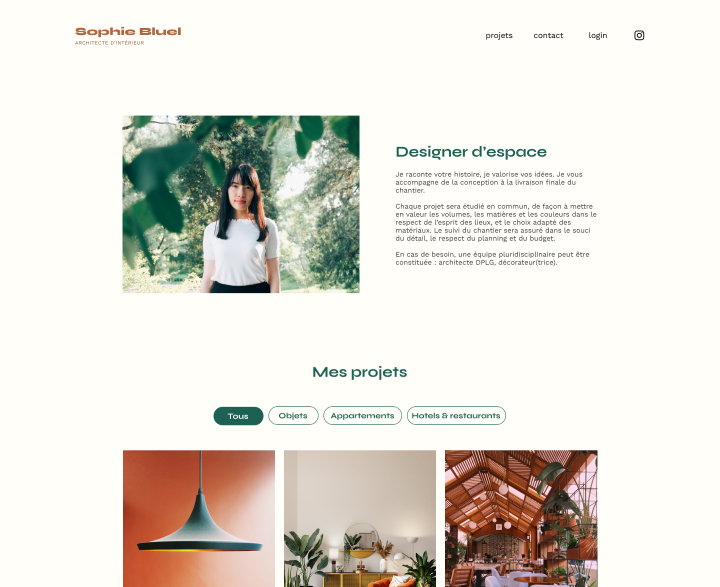 Sophie Bluel
ARCHITECTE D'INTÉRIEUR
projets contact login
Designer d'espace
Je raconte votre histoire, je valorise vos idées. Je vous
accompagne de la conception à la livraison finale du
chantier.
Chaque projet sera étudié en commun, de façon à mettre
en valeur les volumes, les matières et les couleurs dans le
respect de l'esprit des lieux, et le choix adapté des
matériaux. Le suivi du chantier sera assuré dans le souci
du détail, le respect du planning et du budget.
En cas de besoin, une équipe pluridisciplinaire peut être
constituée : architecte DPLG, décorateur(trice).
Mes projets
Tous Objets Appartements Hotels & restaurants